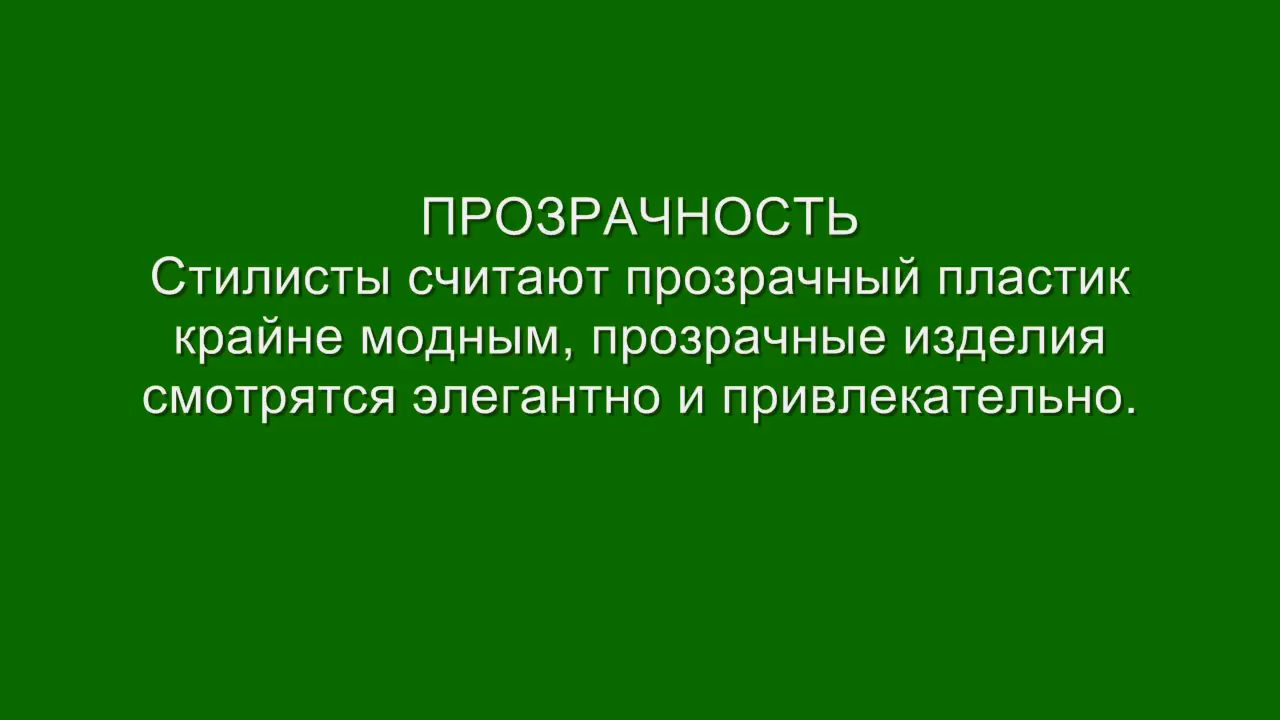 ПРОЗРАЧНОСТЬ
Стилисты считают прозрачный пластик
крайне модным, прозрачные изделия
смотрятся элегантно и привлекательно.